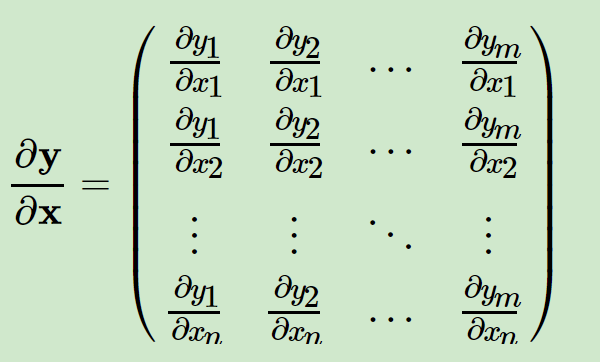 ∂y/∂x = ( ∂y₁/∂x₁ ∂y₂/∂x₁ … ∂yₘ/∂x₁
∂y₁/∂x₂ ∂y₂/∂x₂ … ∂yₘ/∂x₂
⋮ ⋮ ⋱ ⋮
∂y₁/∂xₙ ∂y₂/∂xₙ … ∂yₘ/∂xₙ )